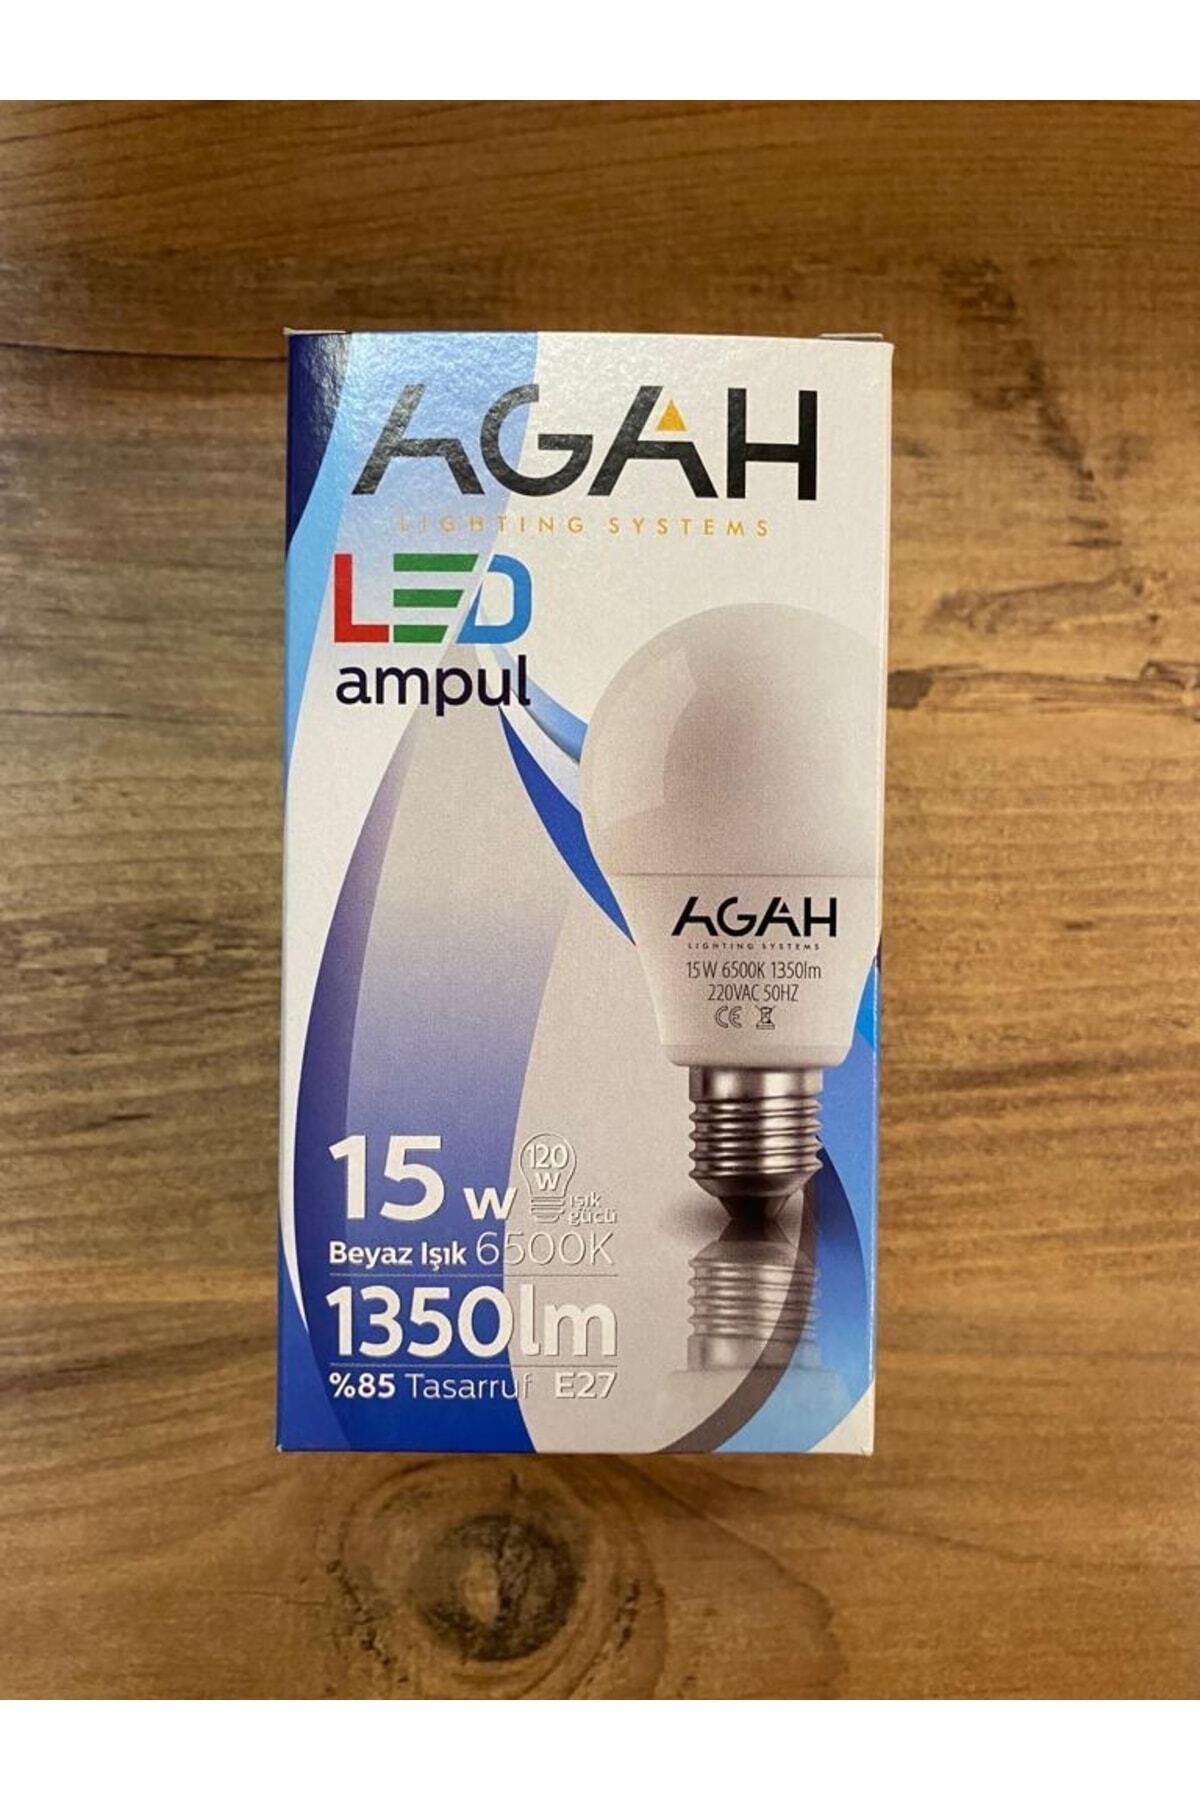 AGAH
LIGHTING SYSTEMS
LED
ampul
AGAH
LIGHTING SYSTEMS
15W 6500K 1350lm
220VAC 50HZ
CE
15 W
120
W
ışık
gücü
Beyaz Işık 6500K
1350lm
%85 Tasarruf E27